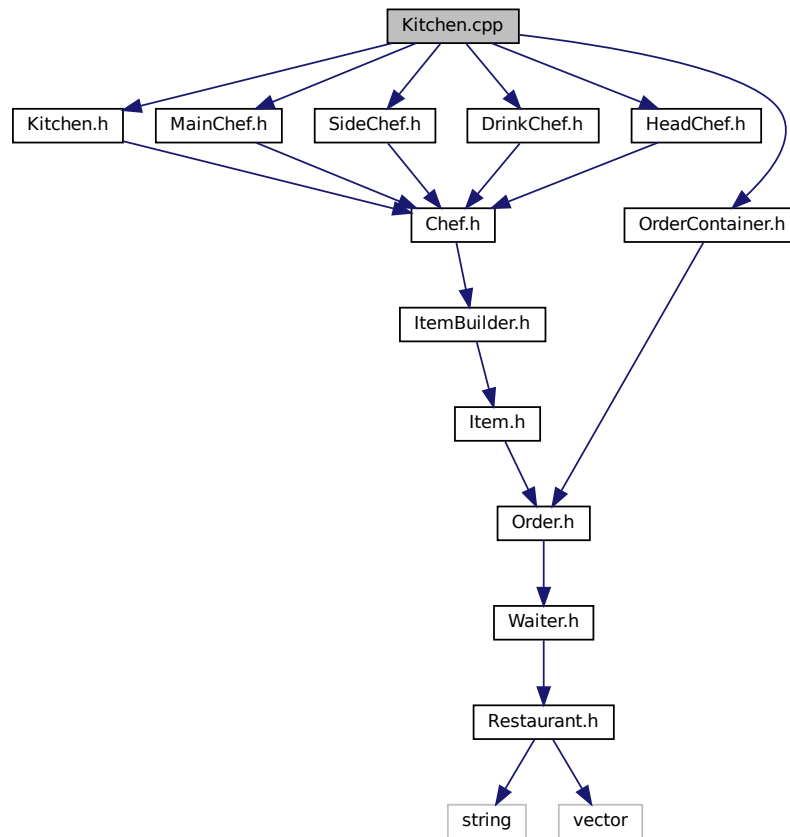 Kitchen.cpp
Kitchen.h
MainChef.h
SideChef.h
DrinkChef.h
HeadChef.h
Chef.h
OrderContainer.h
ItemBuilder.h
Item.h
Order.h
Waiter.h
Restaurant.h
string
vector